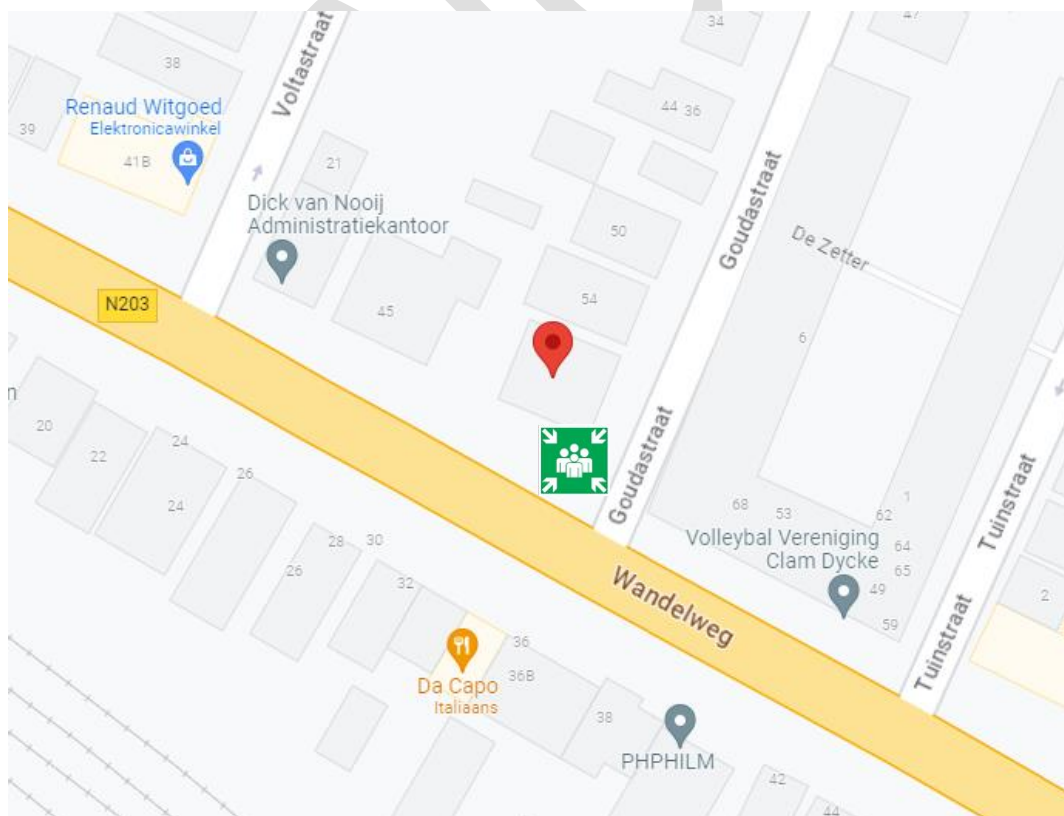 34
47
Voltastraat
38
Renaud Witgoed
Elektronicawinkel
39
41B
44 36
21
Goudastraat
Dick van Nooij
Administratiekantoor
50
De Zetter
54
N203
45
6
n
20
22
24
24
26
Goudastraat
68
53
62
1
Tuinstraat
28
30
26
32
Volleybal Vereniging
Clam Dycke
64
65
49
59
2
Wandelweg
Tuinstraat
36
36B
Da Capo
Italiaans
38
PHPHILM
42
44